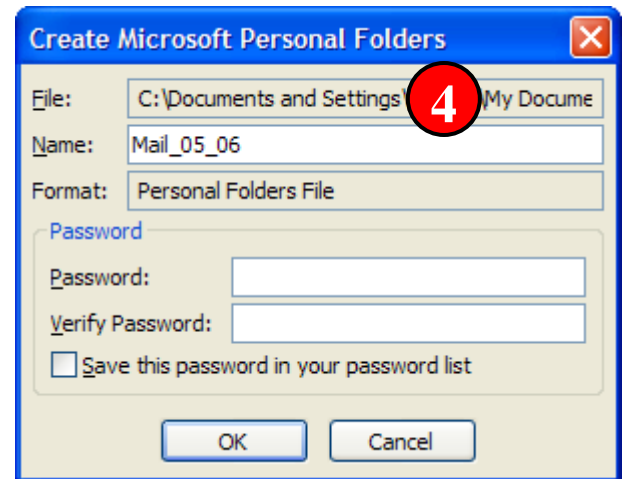 Create Microsoft Personal Folders
File: C:\Documents and Settings\ 4 \My Docume
Name: Mail_05_06
Format: Personal Folders File
Password
Password:
Verify Password:
Save this password in your password list
OK Cancel